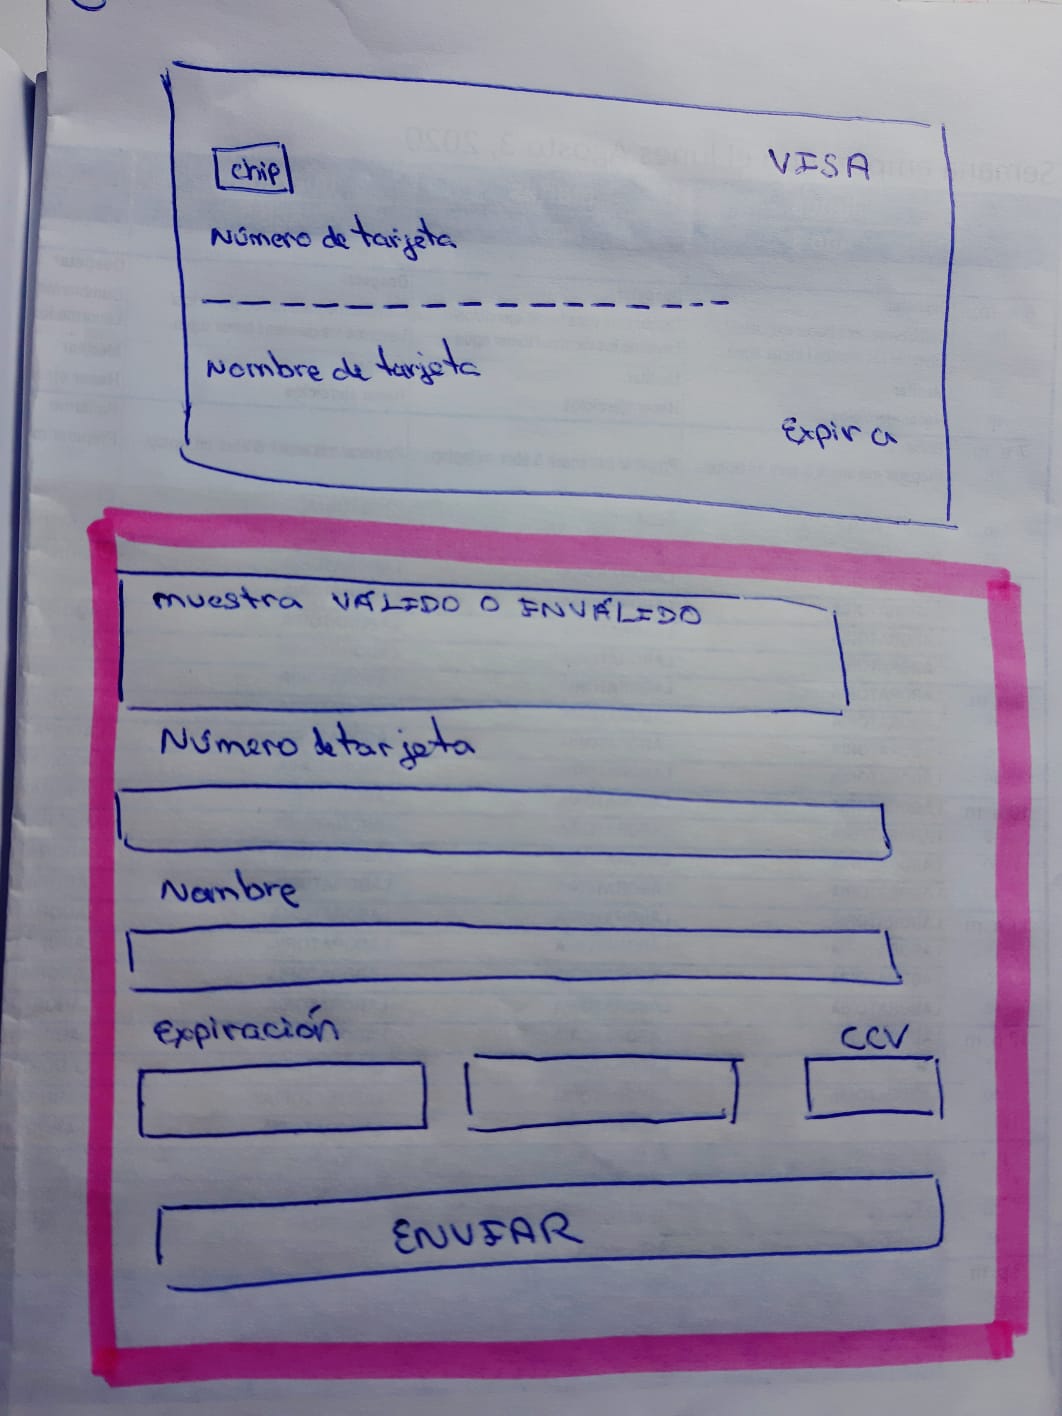 chip
VISA
Número de tarjeta
Nombre de tarjeta
Expira
muestra VÁLIDO O INVÁLIDO
Número de tarjeta
Nombre
Expiración
CCV
ENVIAR